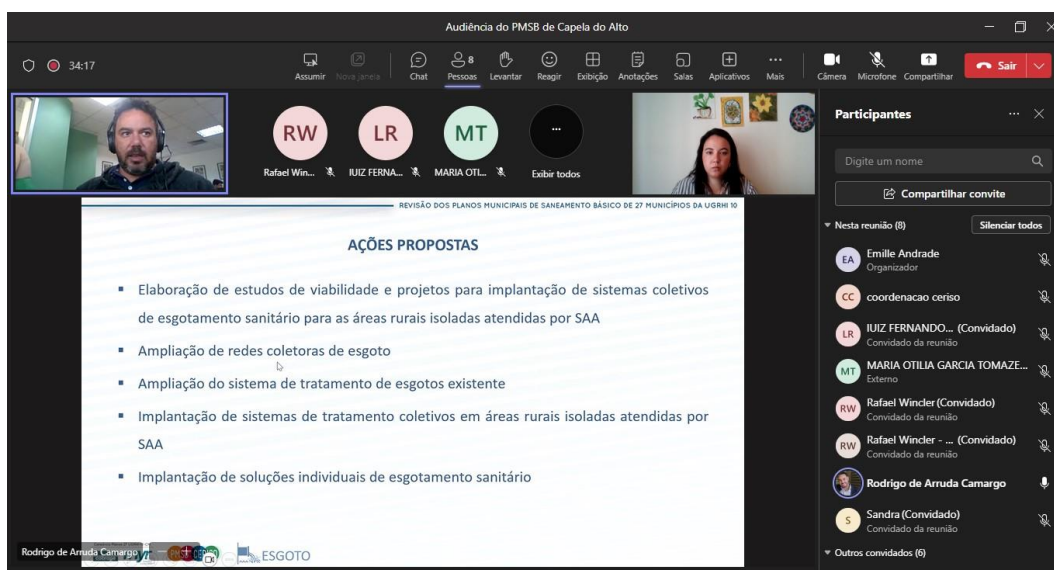 Audiência do PMSB de Capela do Alto
34:17
Assumir
Nova janela
Chat
8
Pessoas
Levantar
Reagir
Exibição
Anotações
Salas
Aplicativos
Mais
Câmera
Microfone
Compartilhar
Sair
RW
LR
MT
...
Rafael Win...
IUIZ FERNA...
MARIA OTI...
Exibir todos
REVISÃO DOS PLANOS MUNICIPAIS DE SANEAMENTO BÁSICO DE 27 MUNICÍPIOS DA UGRHI 10
AÇÕES PROPOSTAS
▪ Elaboração de estudos de viabilidade e projetos para implantação de sistemas coletivos
de esgotamento sanitário para as áreas rurais isoladas atendidas por SAA
▪ Ampliação de redes coletoras de esgoto
▪ Ampliação do sistema de tratamento de esgotos existente
▪ Implantação de sistemas de tratamento coletivos em áreas rurais isoladas atendidas por
SAA
▪ Implantação de soluções individuais de esgotamento sanitário
Rodrigo de Arruda Camargo
ESGOTO
Participantes
Digite um nome
Compartilhar convite
Nesta reunião (8)
Silenciar todos
EA
Emille Andrade
Organizador
CC
coordenacao ceriso
LR
IUIZ FERNANDO... (Convidado)
Convidado da reunião
MT
MARIA OTILIA GARCIA TOMAZE...
Externo
RW
Rafael Wincler (Convidado)
Convidado da reunião
RW
Rafael Wincler - ... (Convidado)
Convidado da reunião
Rodrigo de Arruda Camargo
S
Sandra (Convidado)
Convidado da reunião
Outros convidados (6)